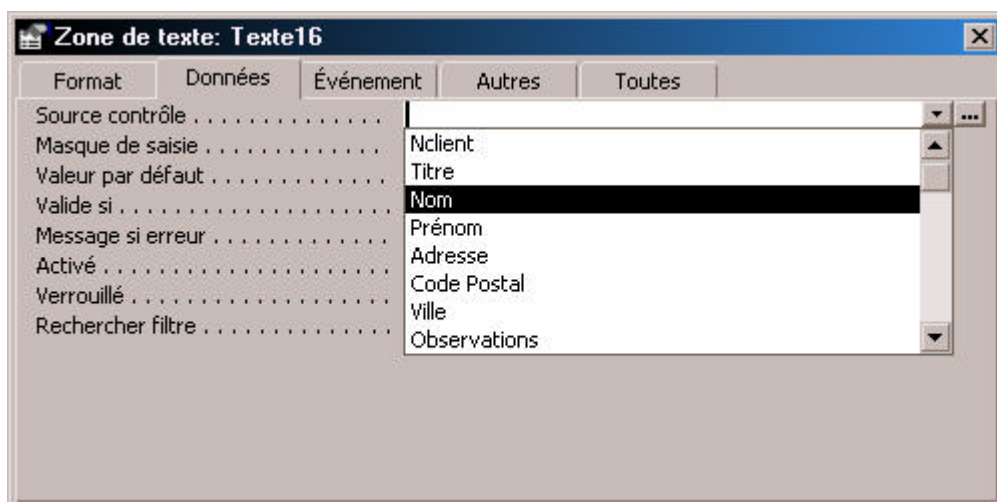 Zone de texte: Texte16
Format Données Événement Autres Toutes
Source contrôle . . . . . . . . . . . . . . ...
Nclient
Masque de saisie . . . . . . . . . . . . .
Titre
Valeur par défaut . . . . . . . . . . . . .
Nom
Valide si . . . . . . . . . . . . . . . . . . . .
Prénom
Message si erreur . . . . . . . . . . . . .
Adresse
Activé . . . . . . . . . . . . . . . . . . . . . .
Code Postal
Verrouillé . . . . . . . . . . . . . . . . . . .
Ville
Rechercher filtre . . . . . . . . . . . . . .
Observations